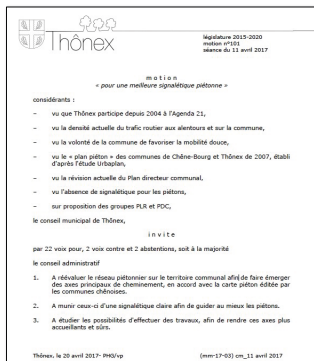 Thônex
législature 2015-2020
motion n°101
séance du 11 avril 2017
motion
« pour une meilleure signalétique piétonne »
considérants :
- vu que Thônex participe depuis 2004 à l'Agenda 21,
- vu la densité actuelle du trafic routier aux alentours et sur la commune,
- vu la volonté de la commune de favoriser la mobilité douce,
- vu le « plan piéton » des communes de Chêne-Bourg et Thônex de 2007, établi
d'après l'étude Urbaplan,
- vu la révision actuelle du Plan directeur communal,
- vu l'absence de signalétique pour les piétons,
- sur proposition des groupes PLR et PDC,
le conseil municipal de Thônex,
invite
par 22 voix pour, 2 voix contre et 2 abstentions, soit à la majorité
le conseil administratif
1. A réévaluer le réseau piétonnier sur le territoire communal afin de faire émerger
des axes principaux de cheminement, en accord avec la carte piéton éditée par
les communes chênoises.
2. A munir ceux-ci d'une signalétique claire afin de guider au mieux les piétons.
3. A étudier les possibilités d'effectuer des travaux, afin de rendre ces axes plus
accueillants et sûrs.
Thônex, le 20 avril 2017- PHG/vp
(mm-17-03) cm_11 avril 2017